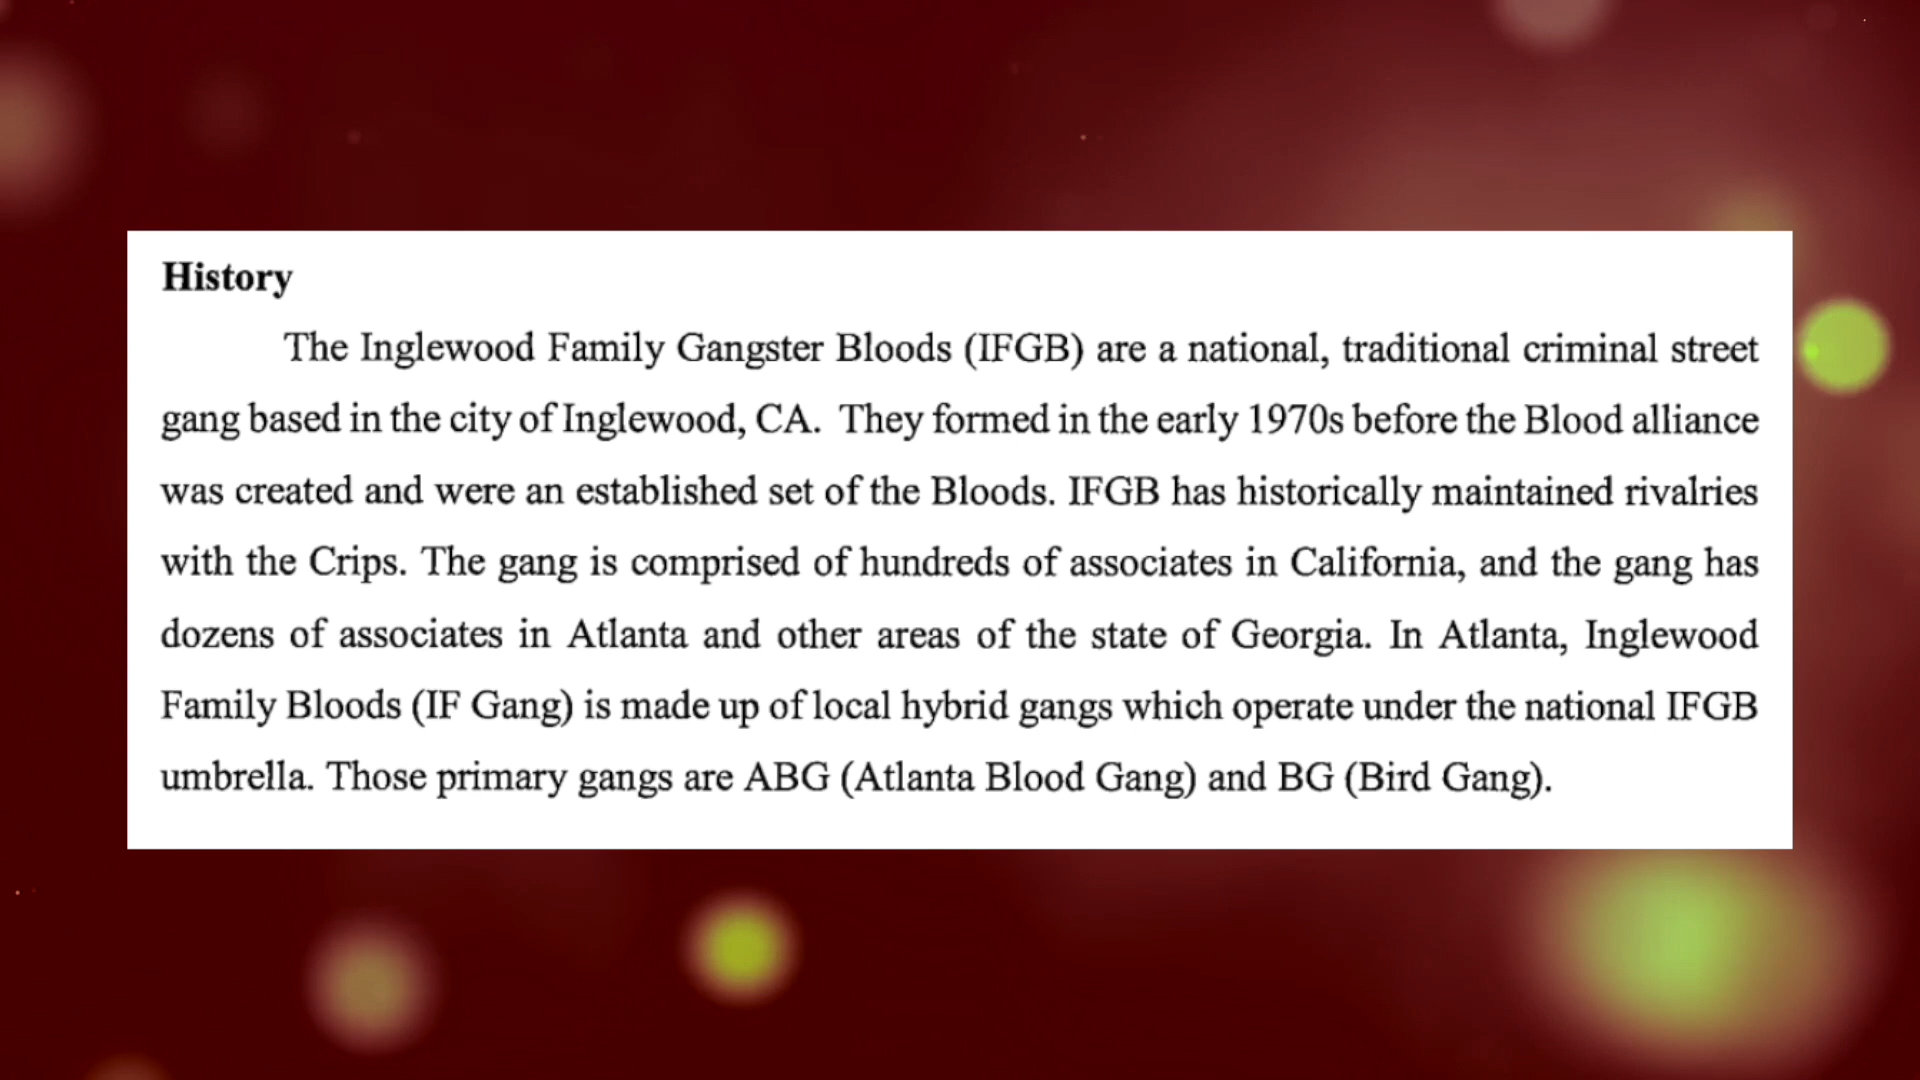 History
The Inglewood Family Gangster Bloods (IFGB) are a national, traditional criminal street
gang based in the city of Inglewood, CA.  They formed in the early 1970s before the Blood alliance
was created and were an established set of the Bloods. IFGB has historically maintained rivalries
with the Crips. The gang is comprised of hundreds of associates in California, and the gang has
dozens of associates in Atlanta and other areas of the state of Georgia. In Atlanta, Inglewood
Family Bloods (IF Gang) is made up of local hybrid gangs which operate under the national IFGB
umbrella. Those primary gangs are ABG (Atlanta Blood Gang) and BG (Bird Gang).